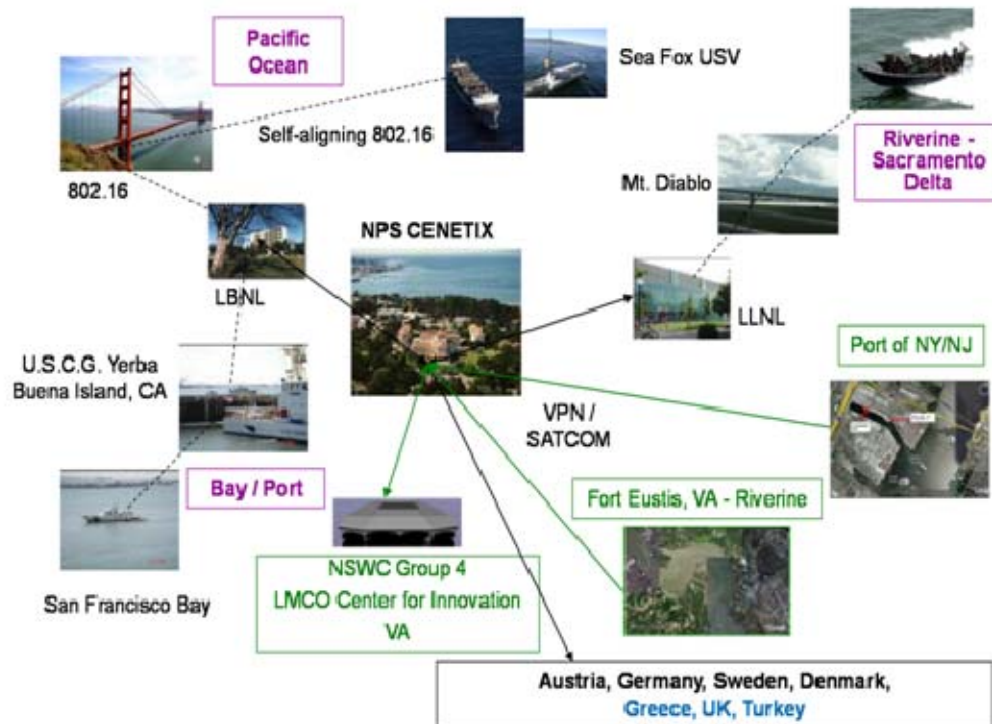 Pacific
Ocean
Sea Fox USV
Self-aligning 802.16
802.16
Riverine -
Sacramento
Delta
Mt. Diablo
NPS CENETIX
LBNL
LLNL
U.S.C.G. Yerba
Buena Island, CA
Port of NY/NJ
VPN /
SATCOM
Bay / Port
Fort Eustis, VA - Riverine
San Francisco Bay
NSWC Group 4
LMCO Center for Innovation
VA
Austria, Germany, Sweden, Denmark,
Greece, UK, Turkey